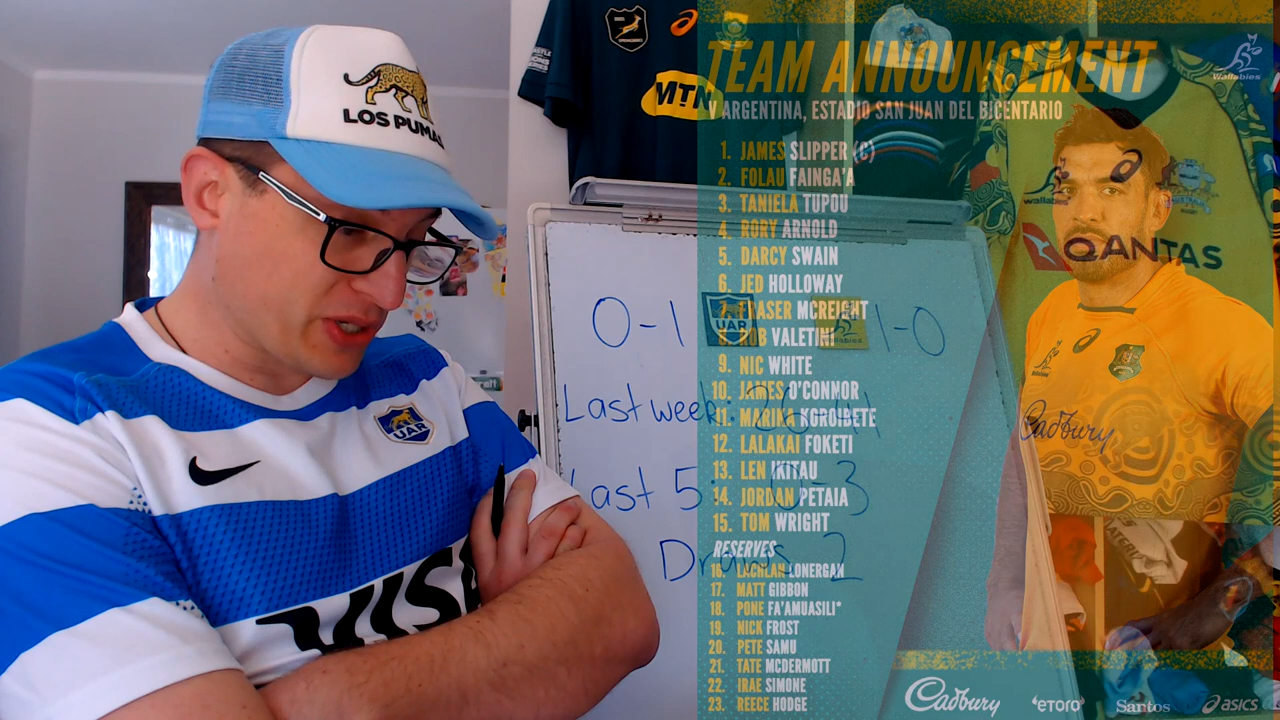 LOS PUMAS
UAR
VISA
MTN
TEAM ANNOUNCEMENT
V ARGENTINA, ESTADIO SAN JUAN DEL BICENTARIO
Wallabies
1. JAMES SLIPPER (C)
2. FOLAU FAINGA'A
3. TANIELA TUPOU
4. RORY ARNOLD
5. DARCY SWAIN
6. JED HOLLOWAY
7. FRASER MCREIGHT
8. ROB VALETINI
9. NIC WHITE
10. JAMES O'CONNOR
11. MARIKA KOROIBETE
12. LALAKAI FOKETI
13. LEN IKITAU
14. JORDAN PETAIA
15. TOM WRIGHT
RESERVES
16. LACHLAN LONERGAN
17. MATT GIBBON
18. PONE FA'AMUASILI*
19. NICK FROST
20. PETE SAMU
21. TATE MCDERMOTT
22. IRAE SIMONE
23. REECE HODGE
0-1 UAR Wallabies 1-0
Last week:
Last 5: -3
Draws 2
wallabies
QANTAS
Cadbury
Cadbury 'etoro' Santos asics